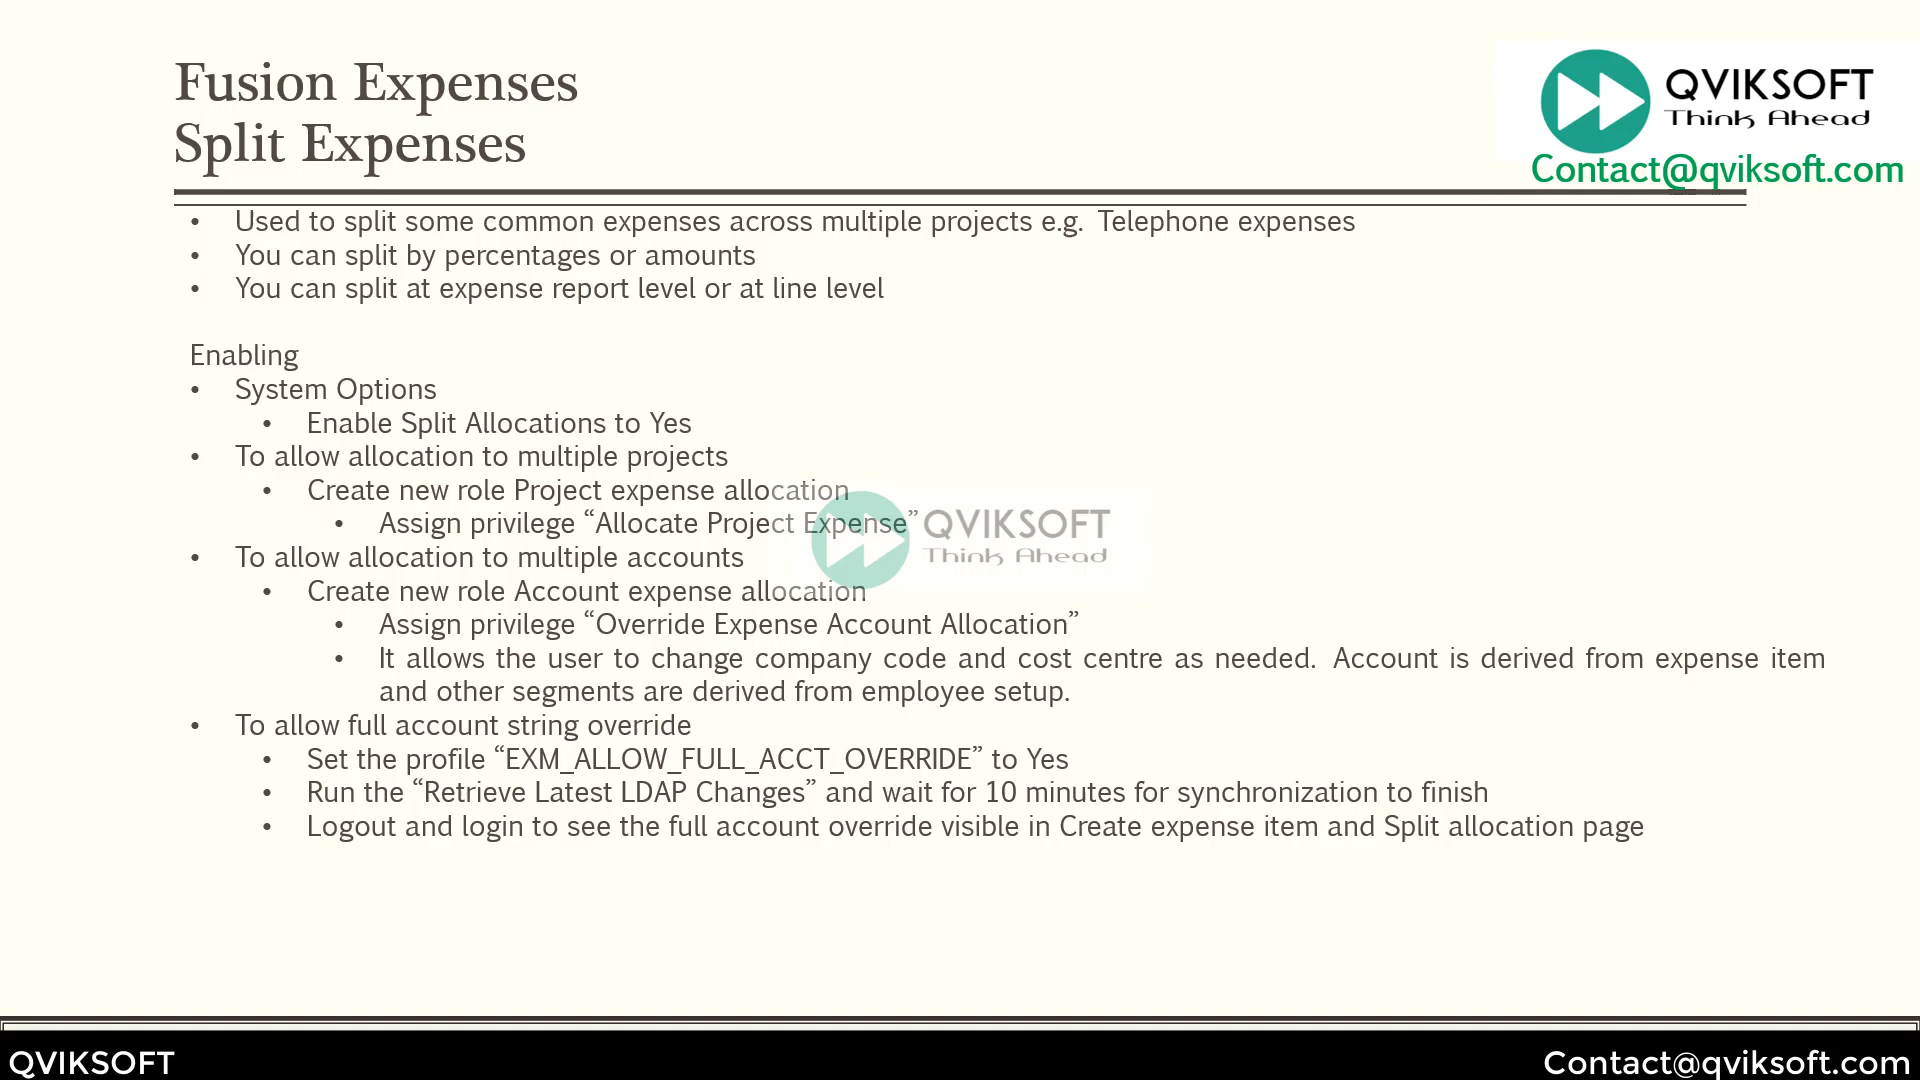 Fusion Expenses
Split Expenses
QVIKSOFT
Think Ahead
Contact@qviksoft.com
• Used to split some common expenses across multiple projects e.g. Telephone expenses
• You can split by percentages or amounts
• You can split at expense report level or at line level
Enabling
• System Options
• Enable Split Allocations to Yes
• To allow allocation to multiple projects
• Create new role Project expense allocation
• Assign privilege “Allocate Project Expense”
QVIKSOFT
Think Ahead
• To allow allocation to multiple accounts
• Create new role Account expense allocation
• Assign privilege “Override Expense Account Allocation”
• It allows the user to change company code and cost centre as needed. Account is derived from expense item
and other segments are derived from employee setup.
• To allow full account string override
• Set the profile “EXM_ALLOW_FULL_ACCT_OVERRIDE” to Yes
• Run the “Retrieve Latest LDAP Changes” and wait for 10 minutes for synchronization to finish
• Logout and login to see the full account override visible in Create expense item and Split allocation page
QVIKSOFT
Contact@qviksoft.com